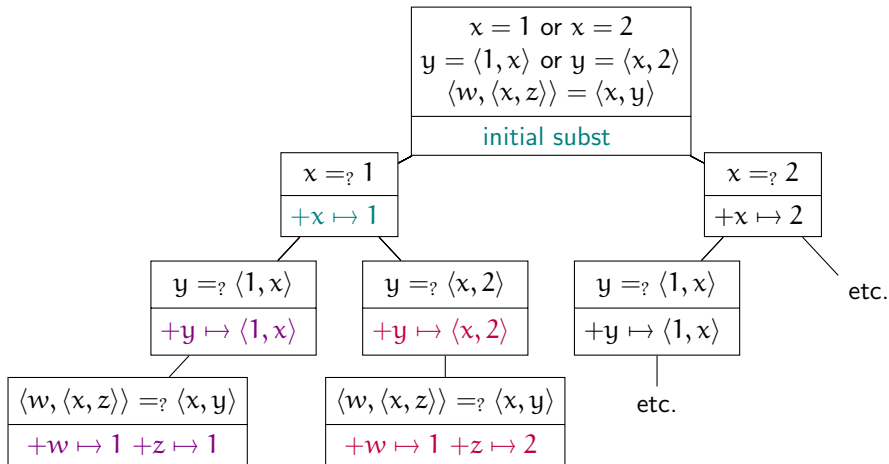 x = 1 or x = 2
y = ⟨1, x⟩ or y = ⟨x, 2⟩
⟨w, ⟨x, z⟩⟩ = ⟨x, y⟩
initial subst
x =? 1
+x ↦ 1
x =? 2
+x ↦ 2
y =? ⟨1, x⟩
+y ↦ ⟨1, x⟩
y =? ⟨x, 2⟩
+y ↦ ⟨x, 2⟩
y =? ⟨1, x⟩
+y ↦ ⟨1, x⟩
etc.
⟨w, ⟨x, z⟩⟩ =? ⟨x, y⟩
+w ↦ 1 +z ↦ 1
⟨w, ⟨x, z⟩⟩ =? ⟨x, y⟩
+w ↦ 1 +z ↦ 2
etc.